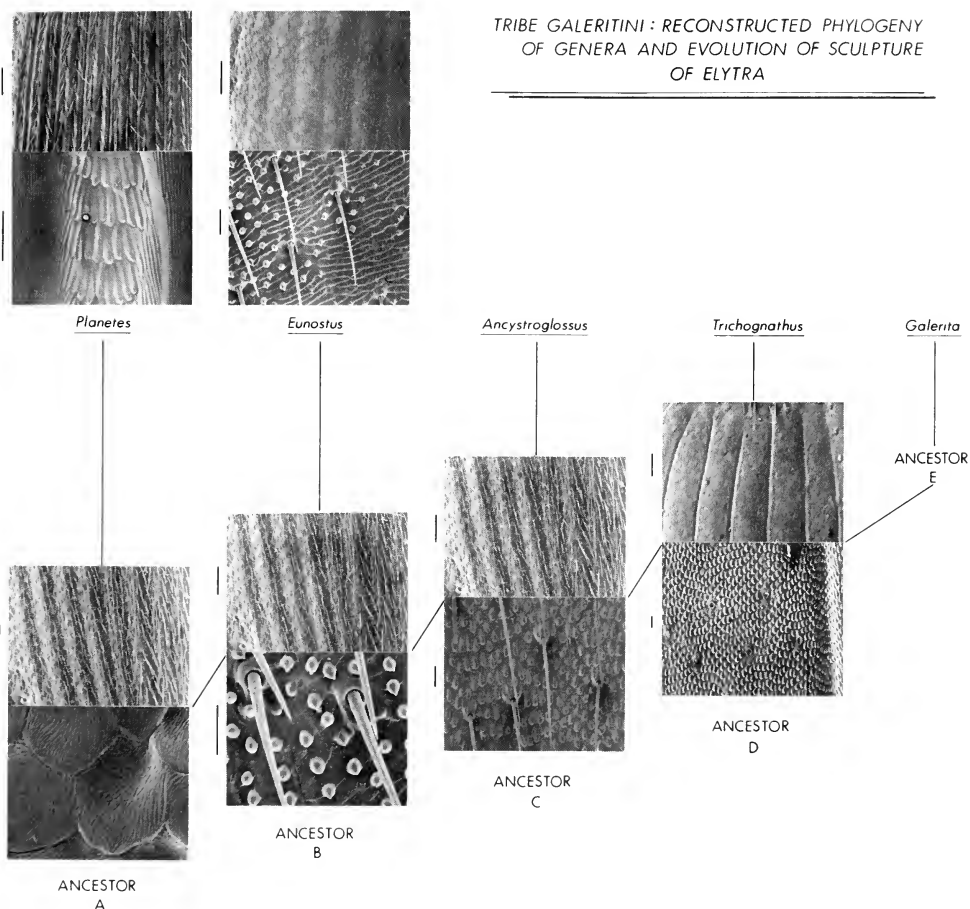 TRIBE GALERITINI : RECONSTRUCTED PHYLOGENY
OF GENERA AND EVOLUTION OF SCULPTURE
OF ELYTRA
Planetes
Eunostus
Ancystroglossus
Trichognathus
Galerita
ANCESTOR
E
ANCESTOR
D
ANCESTOR
C
ANCESTOR
B
ANCESTOR
A